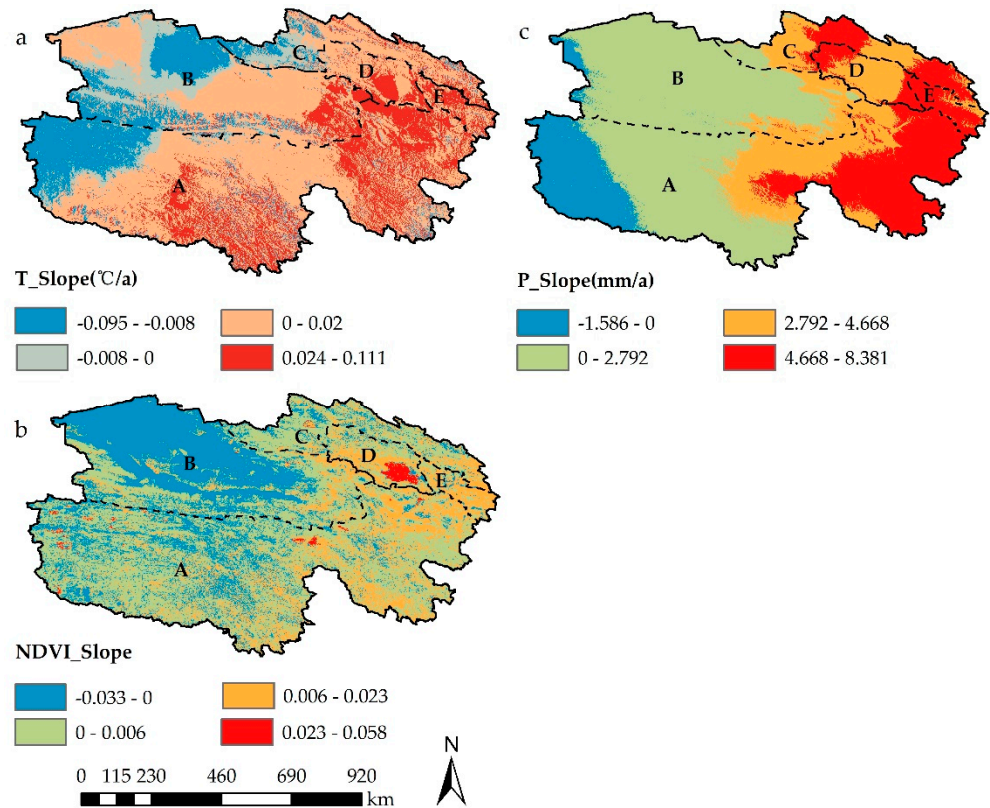 a
B
C
D
E
A
T_Slope(℃/a)
-0.095 - -0.008
0 - 0.02
-0.008 - 0
0.024 - 0.111
c
C
D
B
E
A
P_Slope(mm/a)
-1.586 - 0
2.792 - 4.668
0 - 2.792
4.668 - 8.381
b
C
D
B
E
A
NDVI_Slope
-0.033 - 0
0.006 - 0.023
0 - 0.006
0.023 - 0.058
0 115 230 460 690 920
km
N